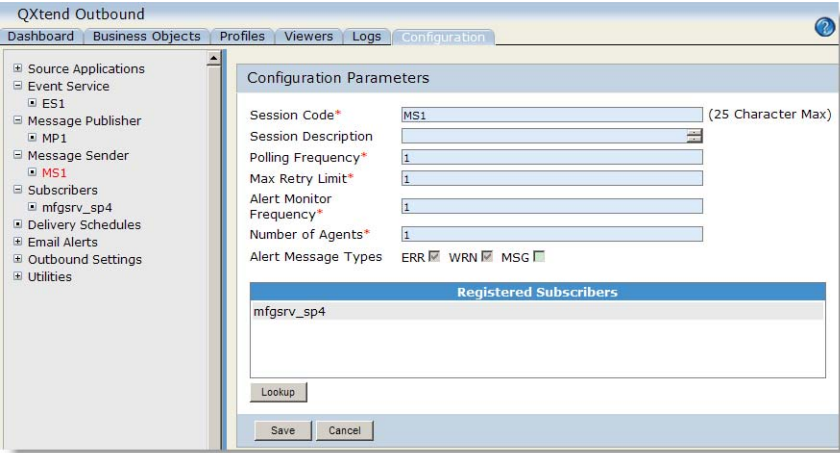 QXtend Outbound
Dashboard Business Objects Profiles Viewers Logs Configuration
Source Applications
Event Service
ES1
Message Publisher
MP1
Message Sender
MS1
Subscribers
mfgsrv_sp4
Delivery Schedules
Email Alerts
Outbound Settings
Utilities
Configuration Parameters
Session Code* MS1 (25 Character Max)
Session Description
Polling Frequency* 1
Max Retry Limit* 1
Alert Monitor
Frequency* 1
Number of Agents* 1
Alert Message Types ERR WRN MSG
Registered Subscribers
mfgsrv_sp4
Lookup
Save Cancel